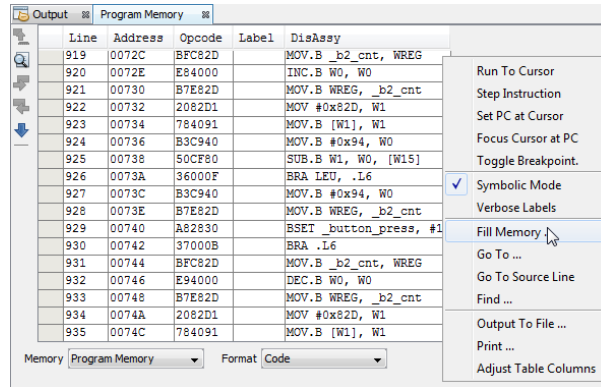 Output Program Memory
Line Address Opcode Label DisAssy
919 0072C BFC82D MOV.B _b2_cnt, WREG
920 0072E E84000 INC.B W0, W0
921 00730 B7E82D MOV.B WREG, _b2_cnt
922 00732 2082D1 MOV #0x82D, W1
923 00734 784091 MOV.B [W1], W1
924 00736 B3C940 MOV.B #0x94, W0
925 00738 50CF80 SUB.B W1, W0, [W15]
926 0073A 36000F BRA LEU, .L6
927 0073C B3C940 MOV.B #0x94, W0
928 0073E B7E82D MOV.B WREG, _b2_cnt
929 00740 A82830 BSET _button_press, #1
930 00742 37000B BRA .L6
931 00744 BFC82D MOV.B _b2_cnt, WREG
932 00746 E94000 DEC.B W0, W0
933 00748 B7E82D MOV.B WREG, _b2_cnt
934 0074A 2082D1 MOV #0x82D, W1
935 0074C 784091 MOV.B [W1], W1
Memory Program Memory Format Code
Run To Cursor
Step Instruction
Set PC at Cursor
Focus Cursor at PC
Toggle Breakpoint.
Symbolic Mode
Verbose Labels
Fill Memory .
Go To ...
Go To Source Line
Find ...
Output To File ...
Print ...
Adjust Table Columns